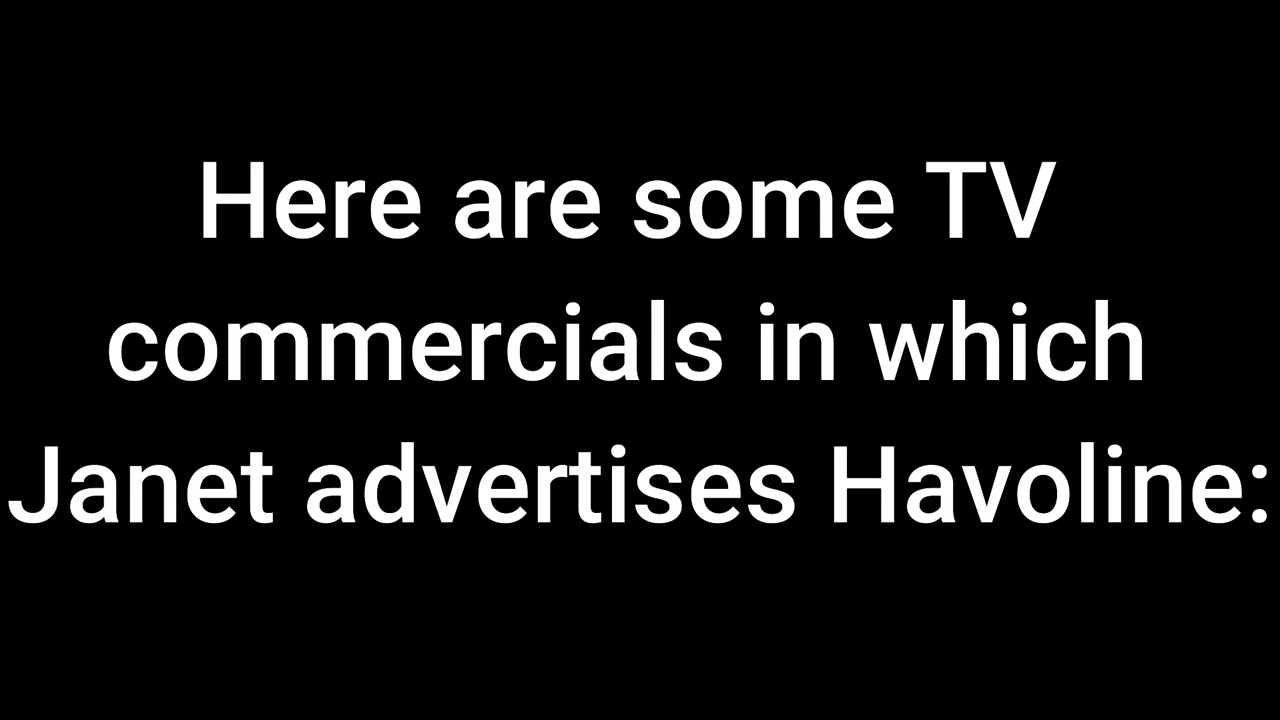 Here are some TV
commercials in which
Janet advertises Havoline: